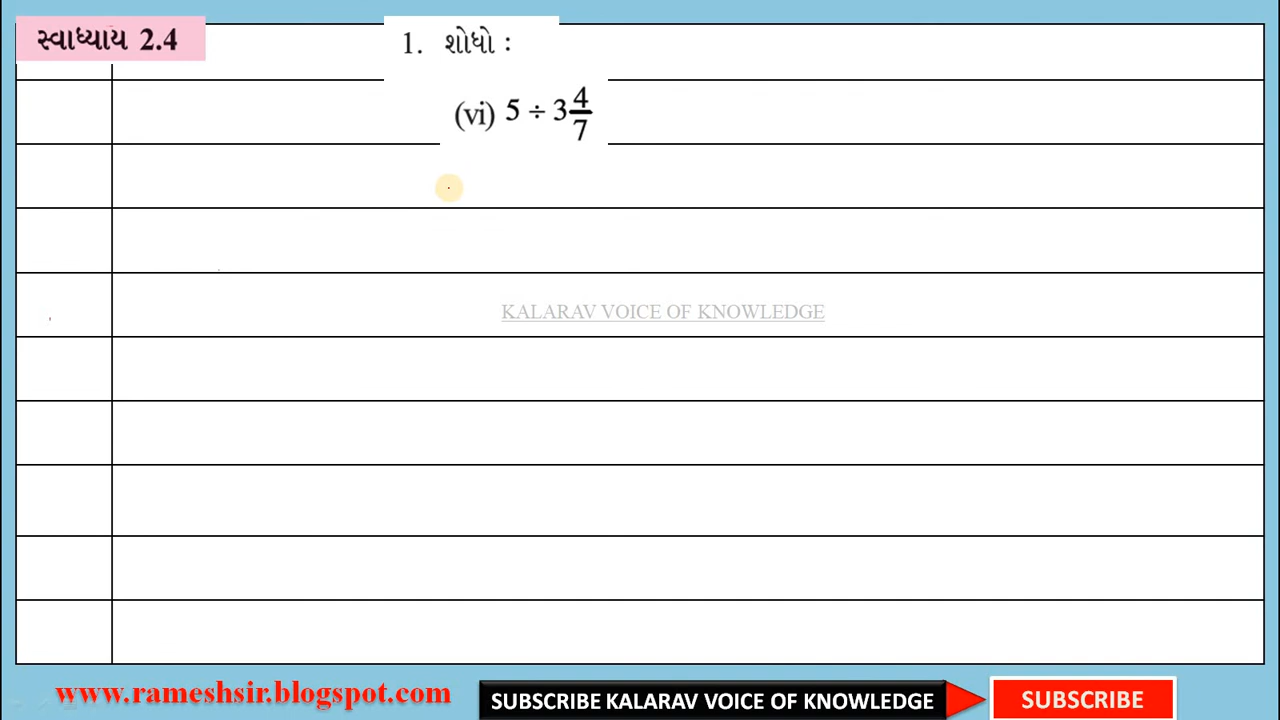 સ્વાધ્યાય 2.4
1. શોધો :
(vi) 5 ÷ 3 4/7
KALARAV VOICE OF KNOWLEDGE
www.rameshsir.blogspot.com
SUBSCRIBE KALARAV VOICE OF KNOWLEDGE
SUBSCRIBE